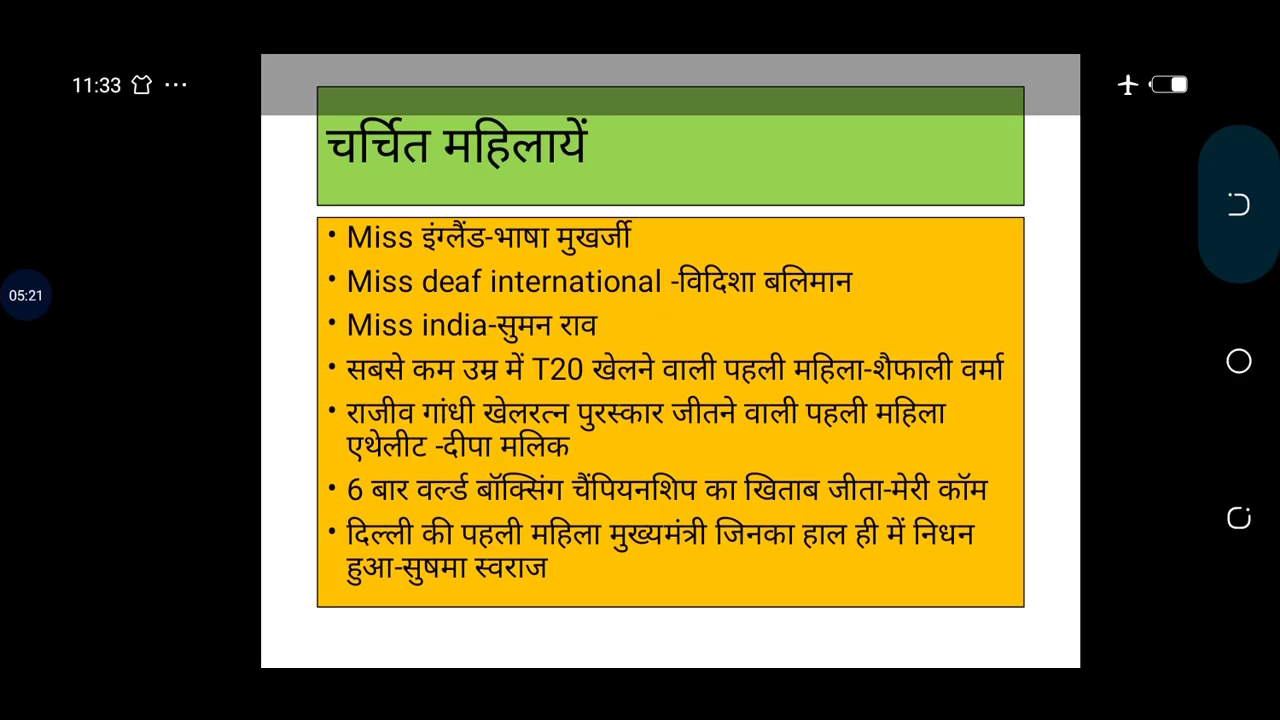 11:33
चर्चित महिलायें
05:21
• Miss इंग्लैंड-भाषा मुखर्जी
• Miss deaf international -विदिशा बलिमान
• Miss india-सुमन राव
• सबसे कम उम्र में T20 खेलने वाली पहली महिला-शैफाली वर्मा
• राजीव गांधी खेलरत्न पुरस्कार जीतने वाली पहली महिला
एथेलीट -दीपा मलिक
• 6 बार वर्ल्ड बॉक्सिंग चैंपियनशिप का खिताब जीता-मेरी कॉम
• दिल्ली की पहली महिला मुख्यमंत्री जिनका हाल ही में निधन
हुआ-सुषमा स्वराज